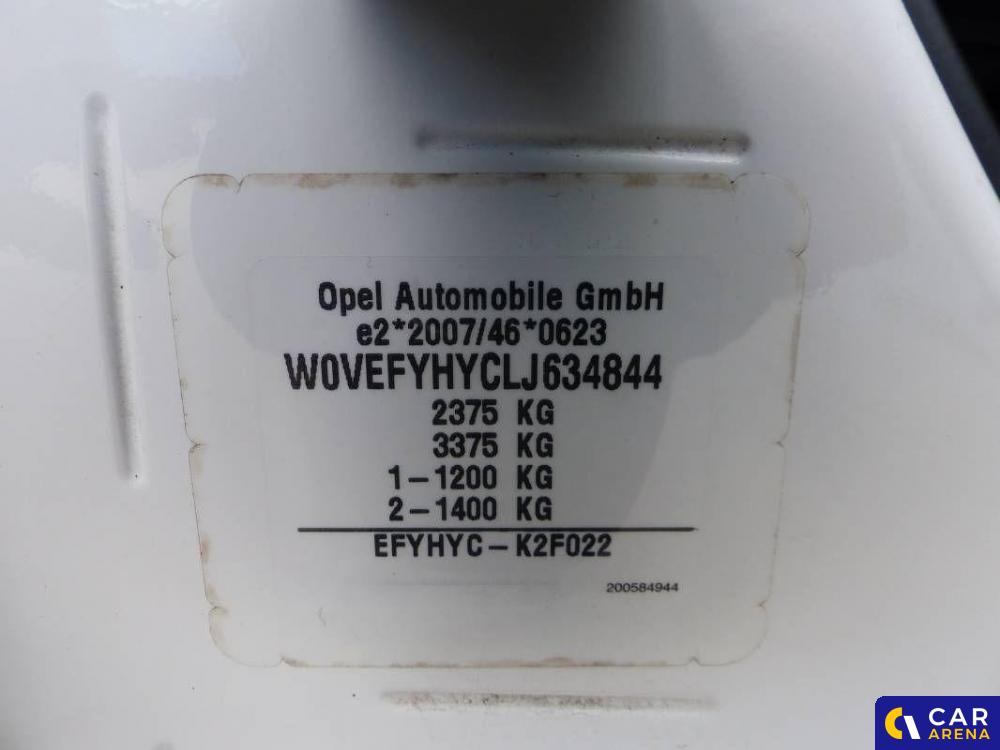 Opel Automobile GmbH
e2*2007/46*0623
W0VEFYHYCLJ634844
2375 KG
3375 KG
1-1200 KG
2-1400 KG
EFYHYC-K2F022
200584944
CAR
ARENA